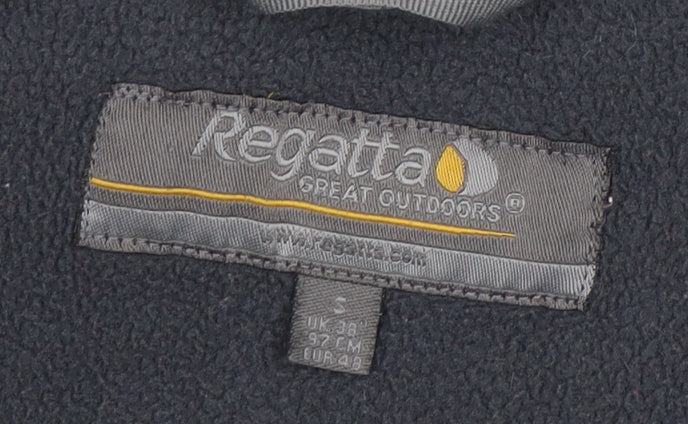 Regatta
GREAT OUTDOORS®
www.regatta.com
S
UK 38"
97 CM
EUR 48